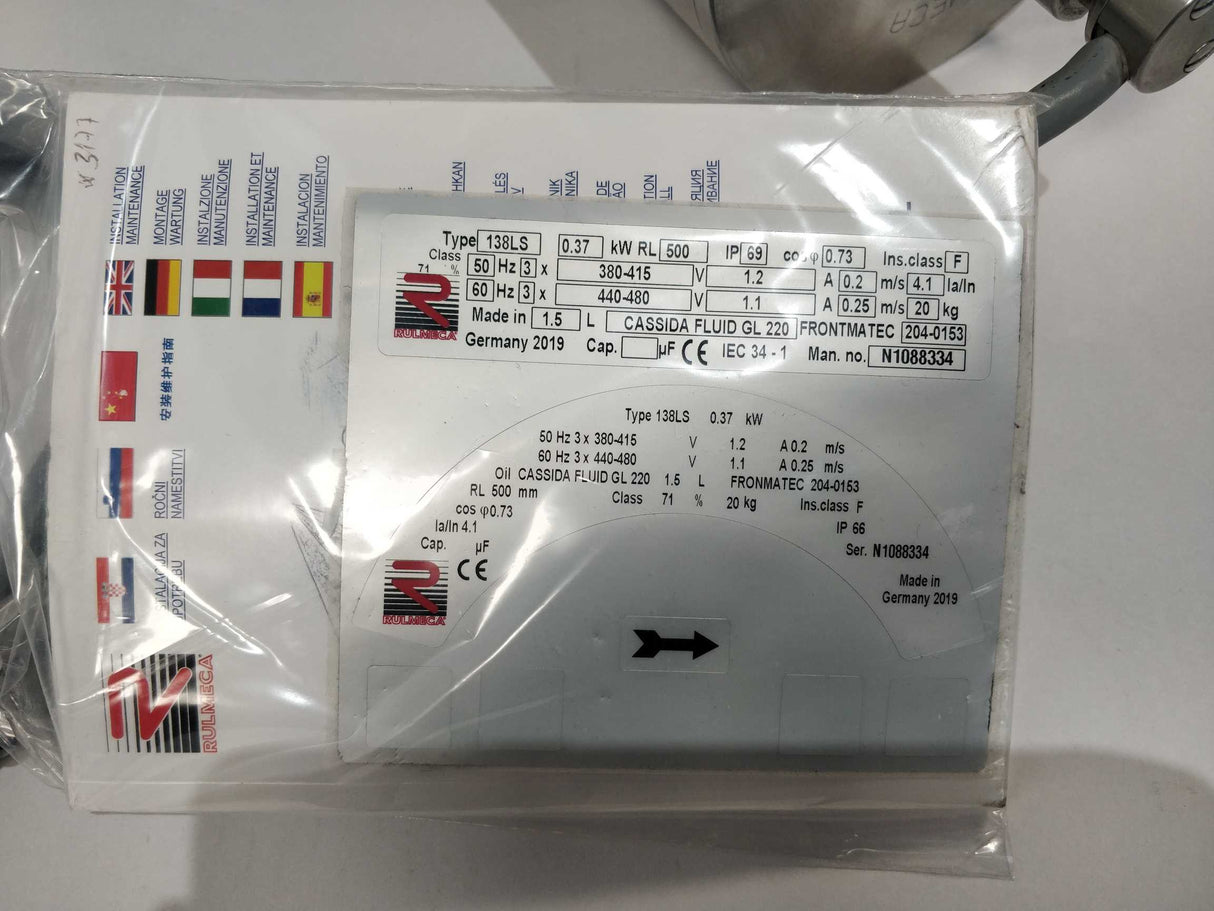 MECA
w 3177
INSTALLATION
MAINTENANCE
MONTAGE
WARTUNG
INSTALZIONE
MANUTENZIONE
INSTALLATION ET
MAINTENANCE
INSTALACION
MANTENIMIENTO
安装维护指南
ROČNI
NAMESTITVI
STALACIJA ZA
POTREBU
RULMECA
Type 138LS 0.37 kW RL 500 IP 69 cos φ 0.73 Ins.class F
Class 71 % 50 Hz 3 x 380-415 V 1.2 A 0.2 m/s 4.1 Ia/In
60 Hz 3 x 440-480 V 1.1 A 0.25 m/s 20 kg
RULMECA
Made in 1.5 L CASSIDA FLUID GL 220 FRONTMATEC 204-0153
Germany 2019 Cap. µF CE IEC 34 - 1 Man. no. N1088334
Type 138LS 0.37 kW
50 Hz 3 x 380-415 V 1.2 A 0.2 m/s
60 Hz 3 x 440-480 V 1.1 A 0.25 m/s
Oil CASSIDA FLUID GL 220 1.5 L FRONMATEC 204-0153
RL 500 mm Class 71 % 20 kg Ins.class F
cos φ0.73 IP 66
Ia/In 4.1
Cap. µF Ser. N1088334
CE
RULMECA
Made in
Germany 2019